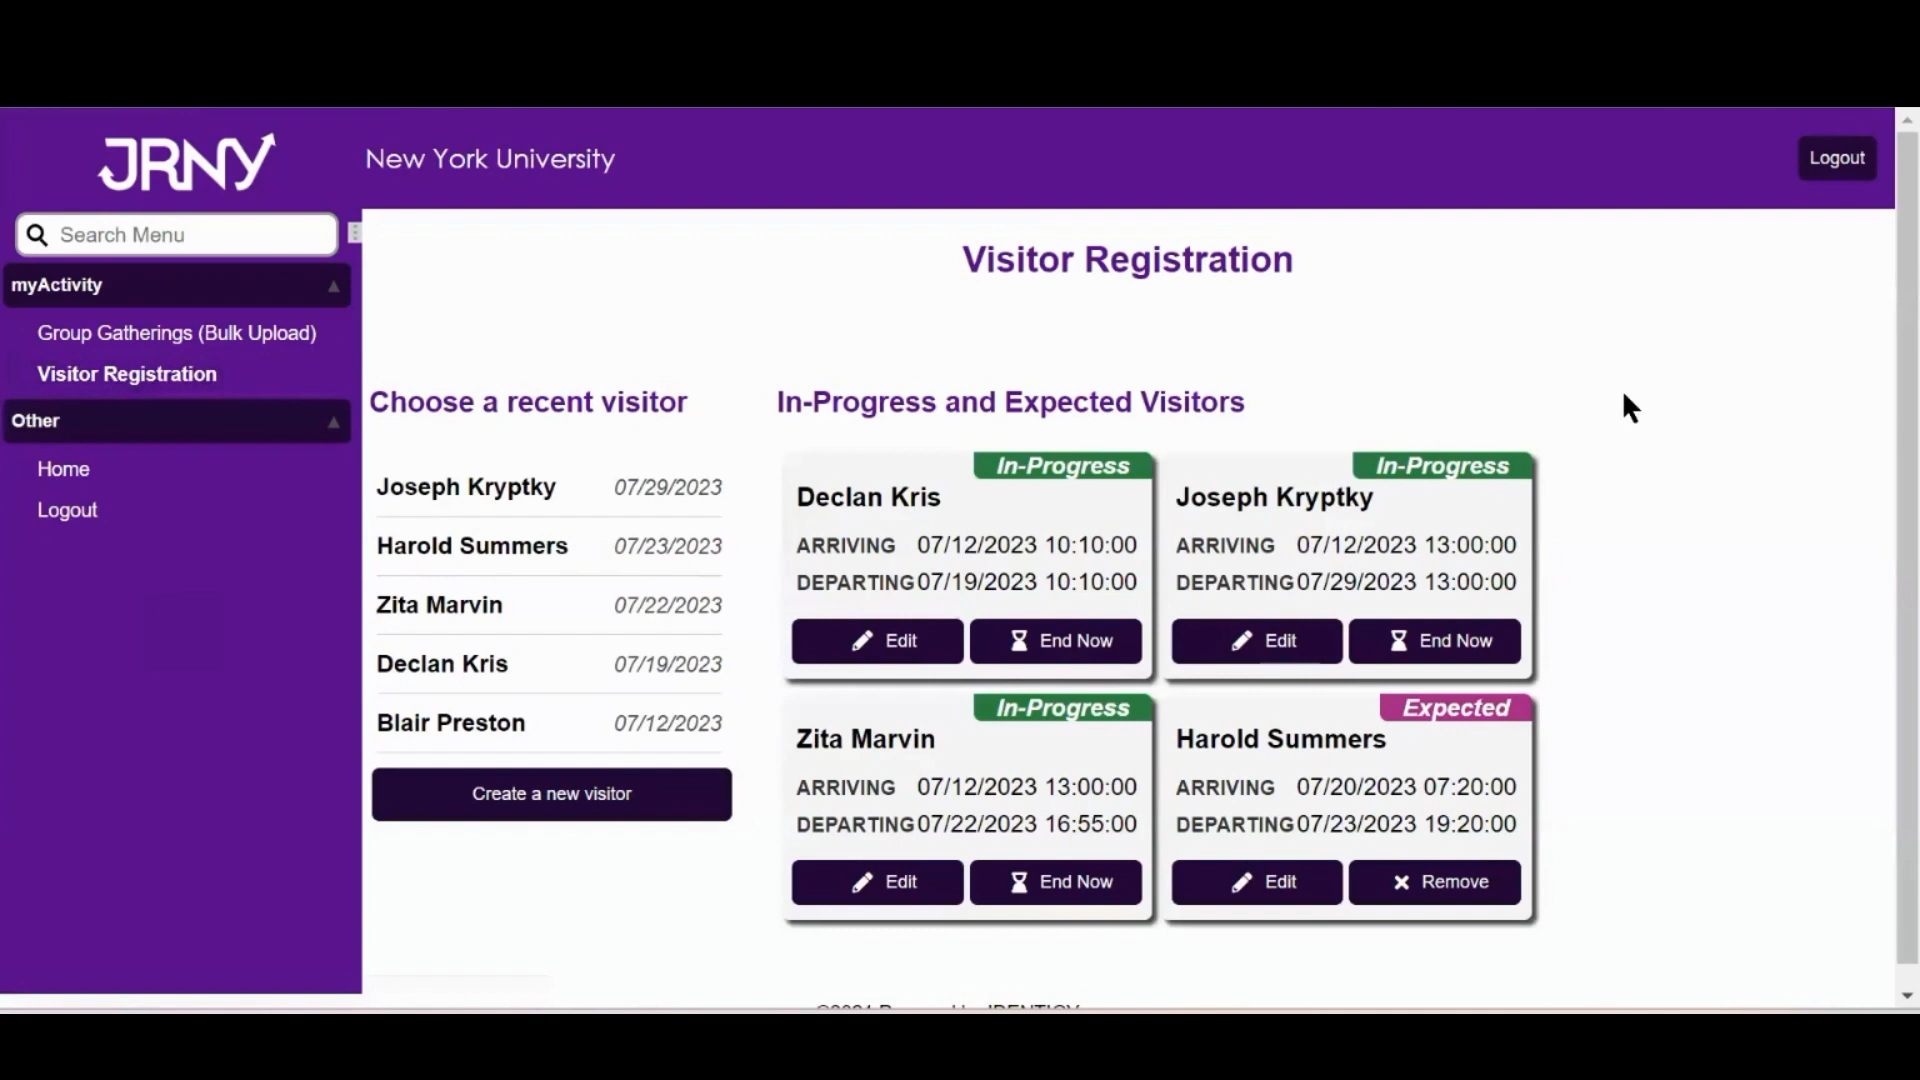 JRNY
New York University
Logout
Search Menu
myActivity
Group Gatherings (Bulk Upload)
Visitor Registration
Other
Home
Logout
Visitor Registration
Choose a recent visitor
Joseph Kryptky 07/29/2023
Harold Summers 07/23/2023
Zita Marvin 07/22/2023
Declan Kris 07/19/2023
Blair Preston 07/12/2023
Create a new visitor
In-Progress and Expected Visitors
In-Progress
Declan Kris
ARRIVING 07/12/2023 10:10:00
DEPARTING 07/19/2023 10:10:00
Edit End Now
In-Progress
Joseph Kryptky
ARRIVING 07/12/2023 13:00:00
DEPARTING 07/29/2023 13:00:00
Edit End Now
In-Progress
Zita Marvin
ARRIVING 07/12/2023 13:00:00
DEPARTING 07/22/2023 16:55:00
Edit End Now
Expected
Harold Summers
ARRIVING 07/20/2023 07:20:00
DEPARTING 07/23/2023 19:20:00
Edit Remove